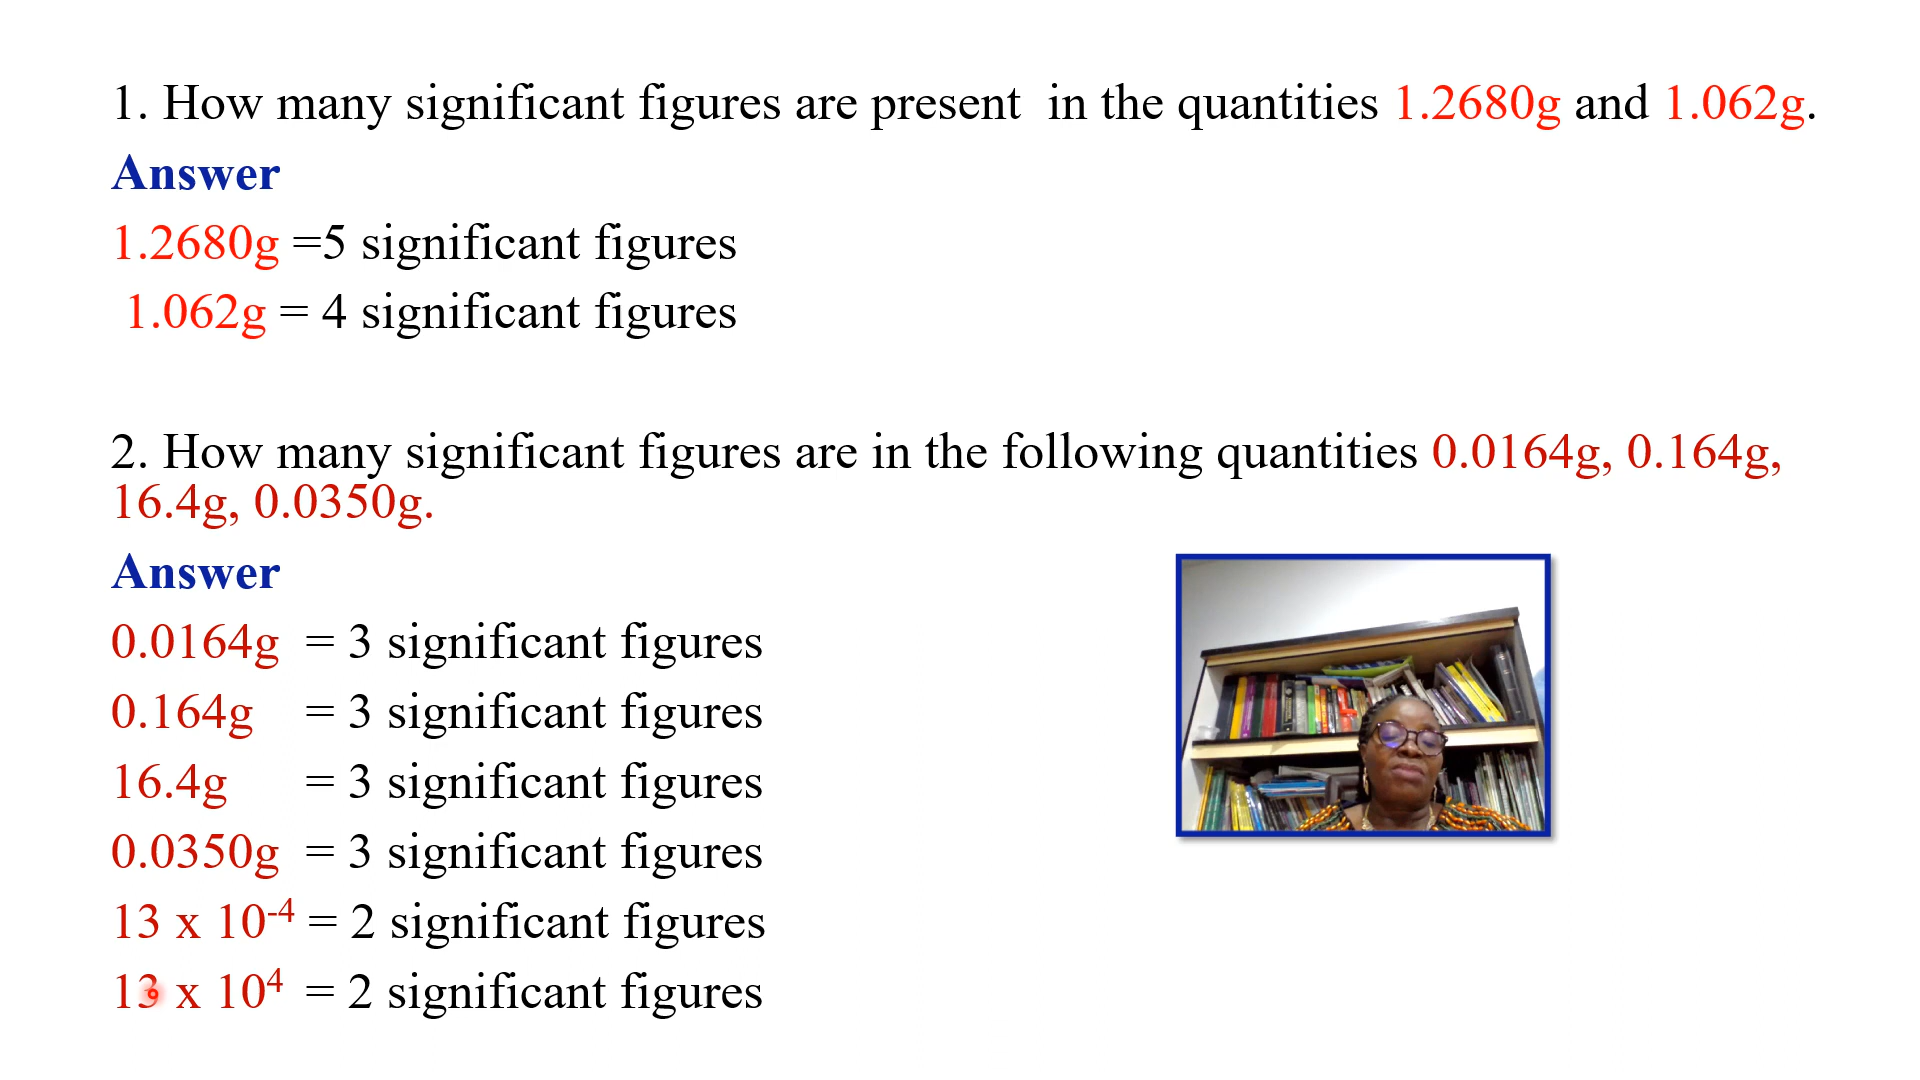 1. How many significant figures are present  in the quantities 1.2680g and 1.062g.
Answer
1.2680g =5 significant figures
1.062g = 4 significant figures
2. How many significant figures are in the following quantities 0.0164g, 0.164g,
16.4g, 0.0350g.
Answer
0.0164g = 3 significant figures
0.164g = 3 significant figures
16.4g = 3 significant figures
0.0350g = 3 significant figures
13 x 10⁻⁴ = 2 significant figures
13 x 10⁴ = 2 significant figures